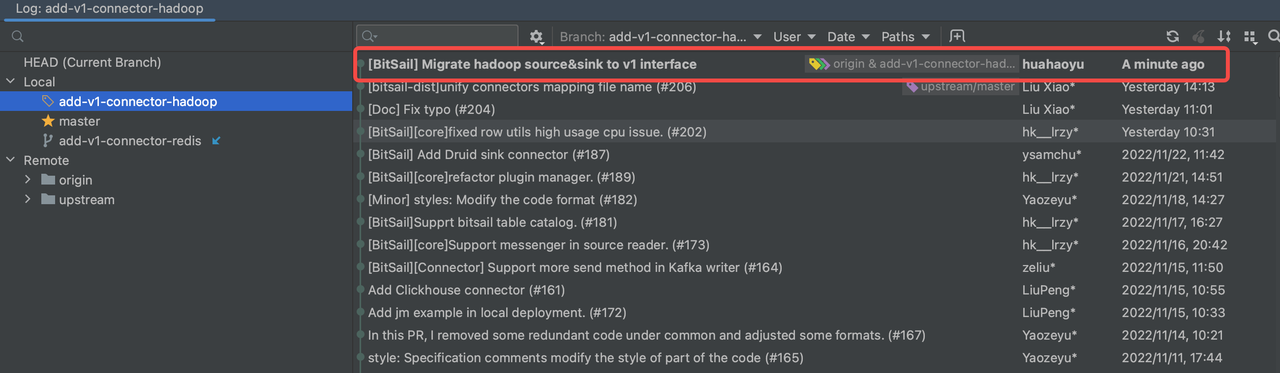 Log: add-v1-connector-hadoop
Branch: add-v1-connector-ha... User Date Paths
HEAD (Current Branch)
Local
add-v1-connector-hadoop
master
add-v1-connector-redis
Remote
origin
upstream
[BitSail] Migrate hadoop source&sink to v1 interface origin & add-v1-connector-had... huahaoyu A minute ago
[bitsail-dist]unify connectors mapping file name (#206) upstream/master Liu Xiao* Yesterday 14:13
[Doc] Fix typo (#204) Liu Xiao* Yesterday 11:01
[BitSail][core]fixed row utils high usage cpu issue. (#202) hk__lrzy* Yesterday 10:31
[BitSail] Add Druid sink connector (#187) ysamchu* 2022/11/22, 11:42
[BitSail][core]refactor plugin manager. (#189) hk__lrzy* 2022/11/21, 14:51
[Minor] styles: Modify the code format (#182) Yaozeyu* 2022/11/18, 14:27
[BitSail]Supprt bitsail table catalog. (#181) hk__lrzy* 2022/11/17, 16:27
[BitSail][core]Support messenger in source reader. (#173) hk__lrzy* 2022/11/16, 20:42
[BitSail][Connector] Support more send method in Kafka writer (#164) zeliu* 2022/11/15, 11:50
Add Clickhouse connector (#161) LiuPeng* 2022/11/15, 10:55
Add jm example in local deployment. (#172) LiuPeng* 2022/11/15, 10:33
In this PR, I removed some redundant code under common and adjusted some formats. (#167) Yaozeyu* 2022/11/14, 10:21
style: Specification comments modify the style of part of the code (#165) Yaozeyu* 2022/11/11, 17:44